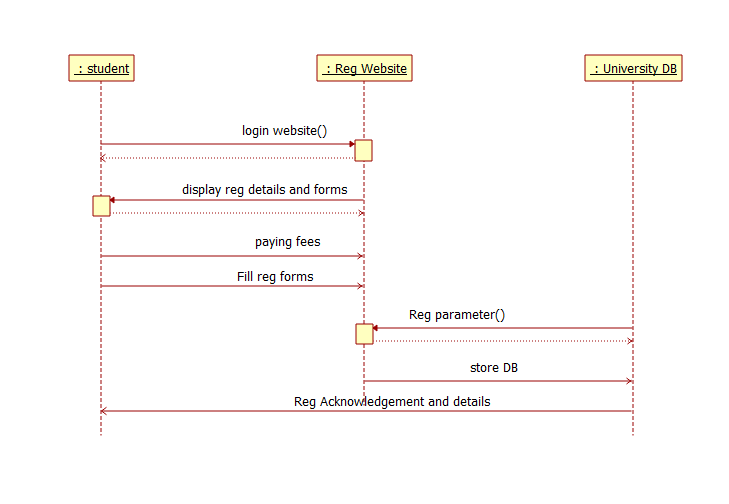 : student
: Reg Website
: University DB
login website()
display reg details and forms
paying fees
Fill reg forms
Reg parameter()
store DB
Reg Acknowledgement and details